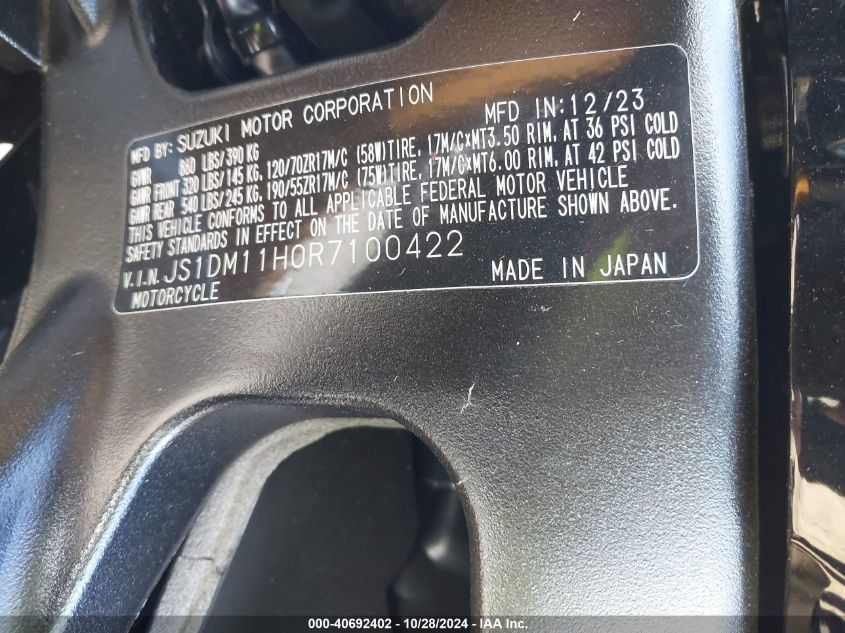 MFD BY: SUZUKI MOTOR CORPORATION MFD IN:12/23
GVWR 860 LBS/390 KG
GAWR FRONT 320 LBS/145 KG, 120/70ZR17M/C (58W)TIRE, 17M/C×MT3.50 RIM, AT 36 PSI COLD
GAWR REAR 540 LBS/245 KG, 190/55ZR17M/C (75W)TIRE, 17M/C×MT6.00 RIM, AT 42 PSI COLD
THIS VEHICLE CONFORMS TO ALL APPLICABLE FEDERAL MOTOR VEHICLE
SAFETY STANDARDS IN EFFECT ON THE DATE OF MANUFACTURE SHOWN ABOVE.
V.I.N. JS1DM11H0R7100422 MADE IN JAPAN
MOTORCYCLE
000-40692402 - 10/28/2024 - IAA Inc.